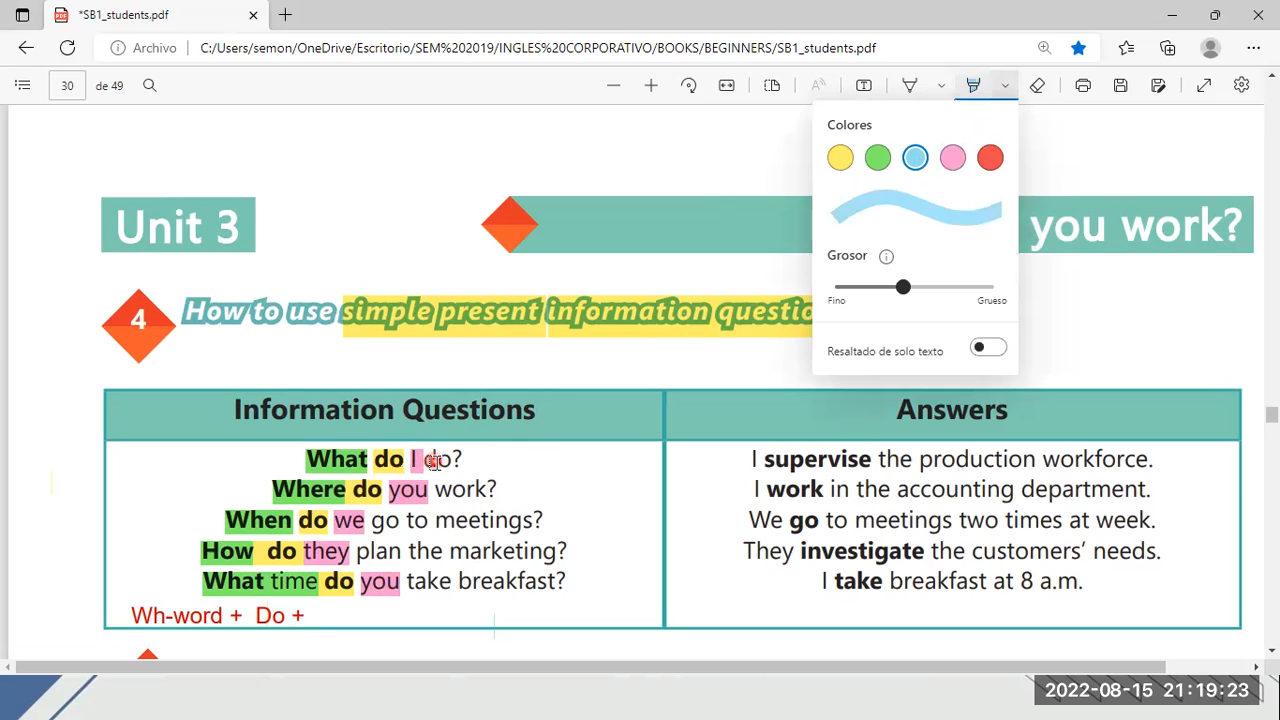 *SB1_students.pdf
Archivo
C:/Users/semon/OneDrive/Escritorio/SEM%202019/INGLES%20CORPORATIVO/BOOKS/BEGINNERS/SB1_students.pdf
30 de 49
Colores
Grosor
Fino Grueso
Resaltado de solo texto
Unit 3
you work?
4
How to use simple present information questio
Information Questions
Answers
What do I do?
I supervise the production workforce.
Where do you work?
I work in the accounting department.
When do we go to meetings?
We go to meetings two times at week.
How do they plan the marketing?
They investigate the customers’ needs.
What time do you take breakfast?
I take breakfast at 8 a.m.
Wh-word + Do +
2022-08-15 21:19:23